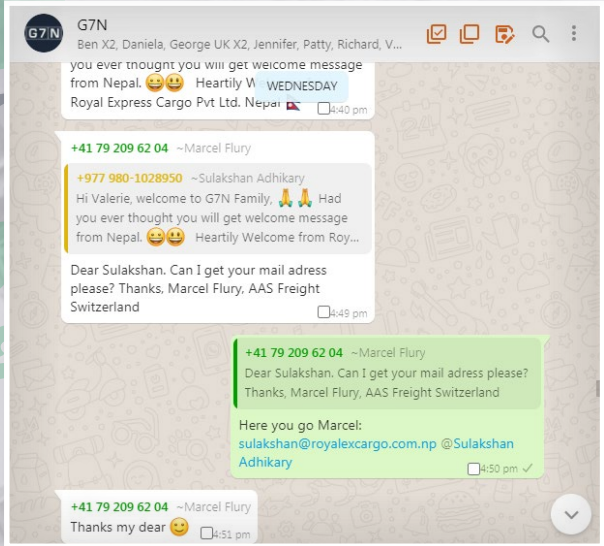 G7N
G7N
Ben X2, Daniela, George UK X2, Jennifer, Patty, Richard, V...
you ever thought you will get welcome message
from Nepal. 😀😃 Heartily W
WEDNESDAY
Royal Express Cargo Pvt Ltd. Nepal 🇳🇵
4:40 pm
+41 79 209 62 04 ~Marcel Flury
+977 980-1028950 ~Sulakshan Adhikary
Hi Valerie, welcome to G7N Family, 🙏 🙏 Had
you ever thought you will get welcome message
from Nepal. 😀😃 Heartily Welcome from Roy...
Dear Sulakshan. Can I get your mail adress
please? Thanks, Marcel Flury, AAS Freight
Switzerland
4:49 pm
+41 79 209 62 04 ~Marcel Flury
Dear Sulakshan. Can I get your mail adress please?
Thanks, Marcel Flury, AAS Freight Switzerland
Here you go Marcel:
sulakshan@royalexcargo.com.np @Sulakshan
Adhikary
4:50 pm
+41 79 209 62 04 ~Marcel Flury
Thanks my dear 🙂
4:51 pm